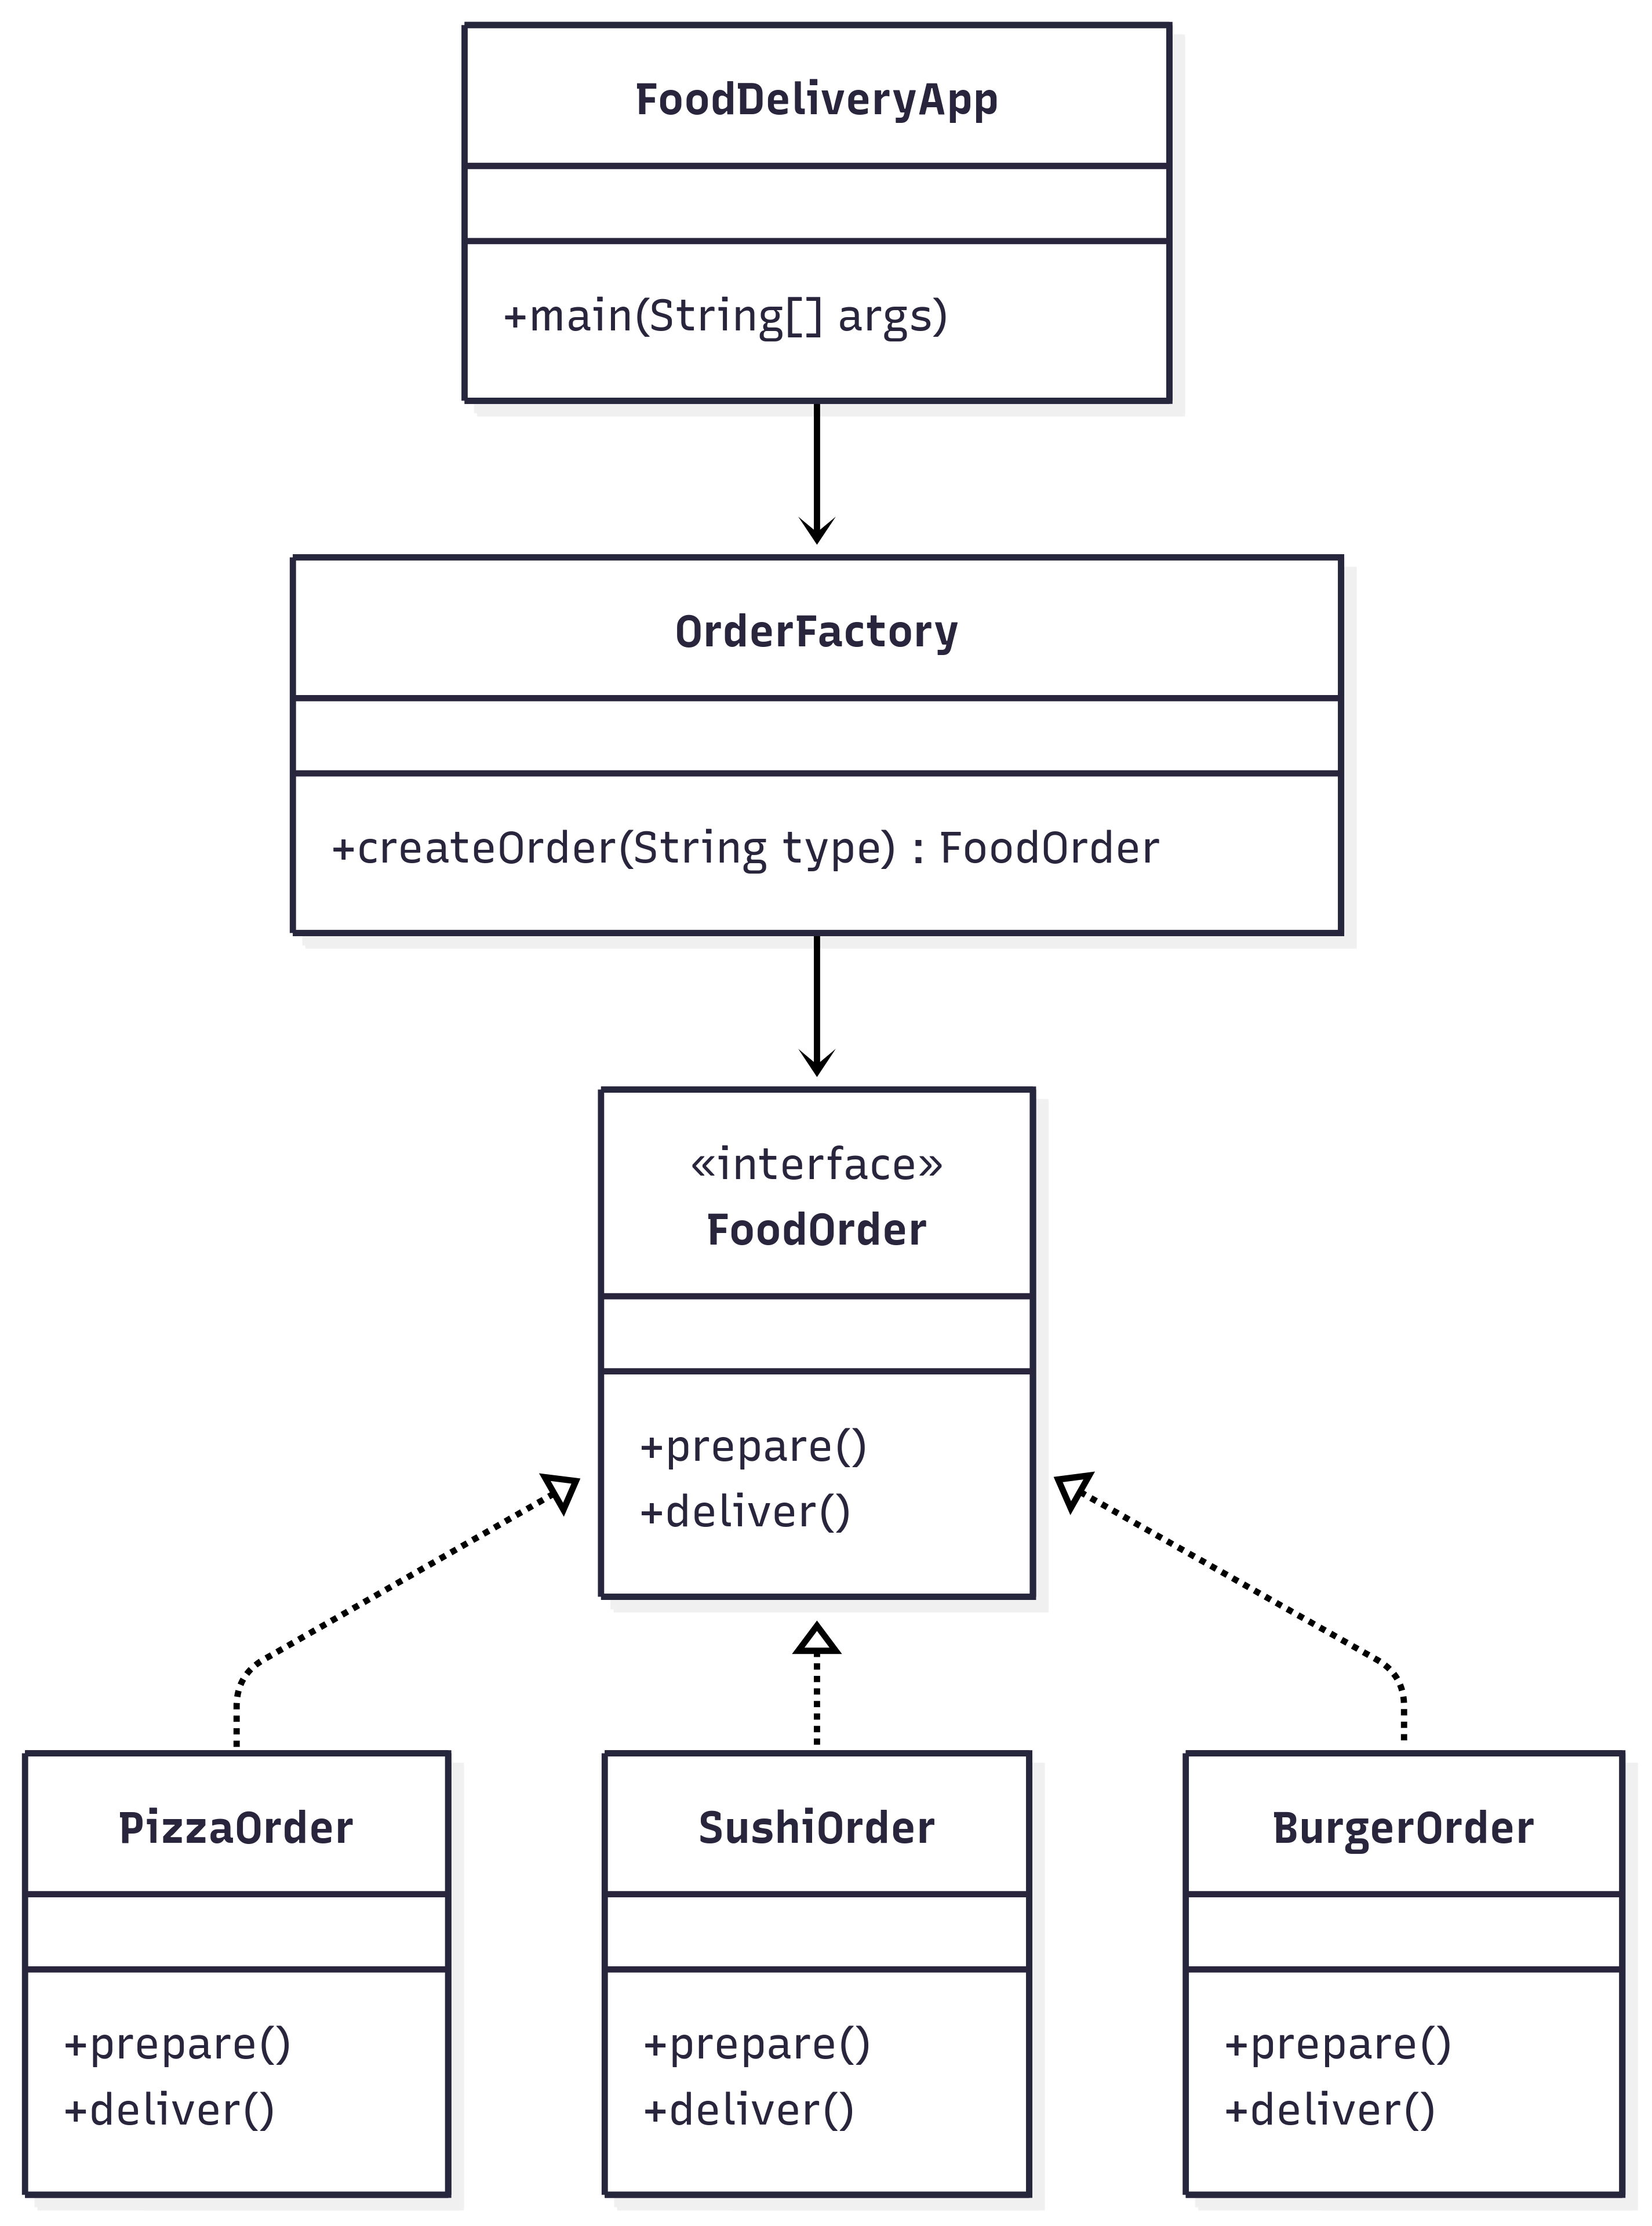 FoodDeliveryApp
+main(String[] args)
OrderFactory
+createOrder(String type) : FoodOrder
«interface»
FoodOrder
+prepare()
+deliver()
PizzaOrder
+prepare()
+deliver()
SushiOrder
+prepare()
+deliver()
BurgerOrder
+prepare()
+deliver()